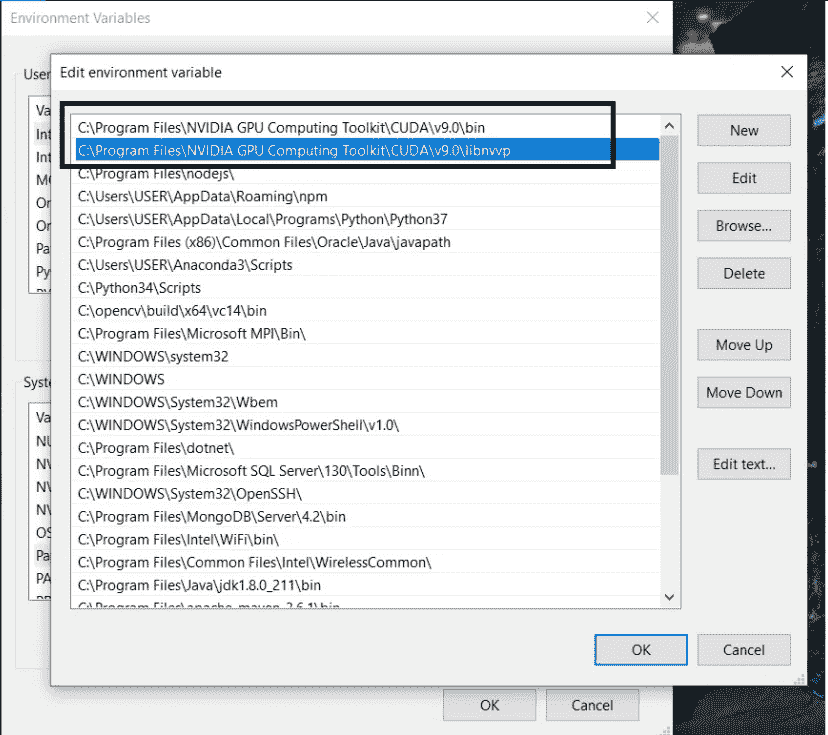 Environment Variables
Edit environment variable
User
Va
C:\Program Files\NVIDIA GPU Computing Toolkit\CUDA\v9.0\bin
New
Int
C:\Program Files\NVIDIA GPU Computing Toolkit\CUDA\v9.0\libnvvp
Int
C:\Program Files\nodejs\
Edit
C:\Users\USER\AppData\Roaming\npm
Or
C:\Users\USER\AppData\Local\Programs\Python\Python37
Browse...
Or
C:\Program Files (x86)\Common Files\Oracle\Java\javapath
Pa
C:\Users\USER\Anaconda3\Scripts
Delete
Py
C:\Python34\Scripts
C:\opencv\build\x64\vc14\bin
C:\Program Files\Microsoft MPI\Bin\
Move Up
C:\WINDOWS\system32
Syste
C:\WINDOWS
Move Down
C:\WINDOWS\System32\Wbem
Va
C:\WINDOWS\System32\WindowsPowerShell\v1.0\
NU
C:\Program Files\dotnet\
Edit text...
NV
C:\Program Files\Microsoft SQL Server\130\Tools\Binn\
NV
C:\WINDOWS\System32\OpenSSH\
NV
C:\Program Files\MongoDB\Server\4.2\bin
OS
C:\Program Files\Intel\WiFi\bin\
Pa
C:\Program Files\Common Files\Intel\WirelessCommon\
PA
C:\Program Files\Java\jdk1.8.0_211\bin
C:\Program Files\apache-maven-3.6.1\bin
OK
Cancel
OK
Cancel